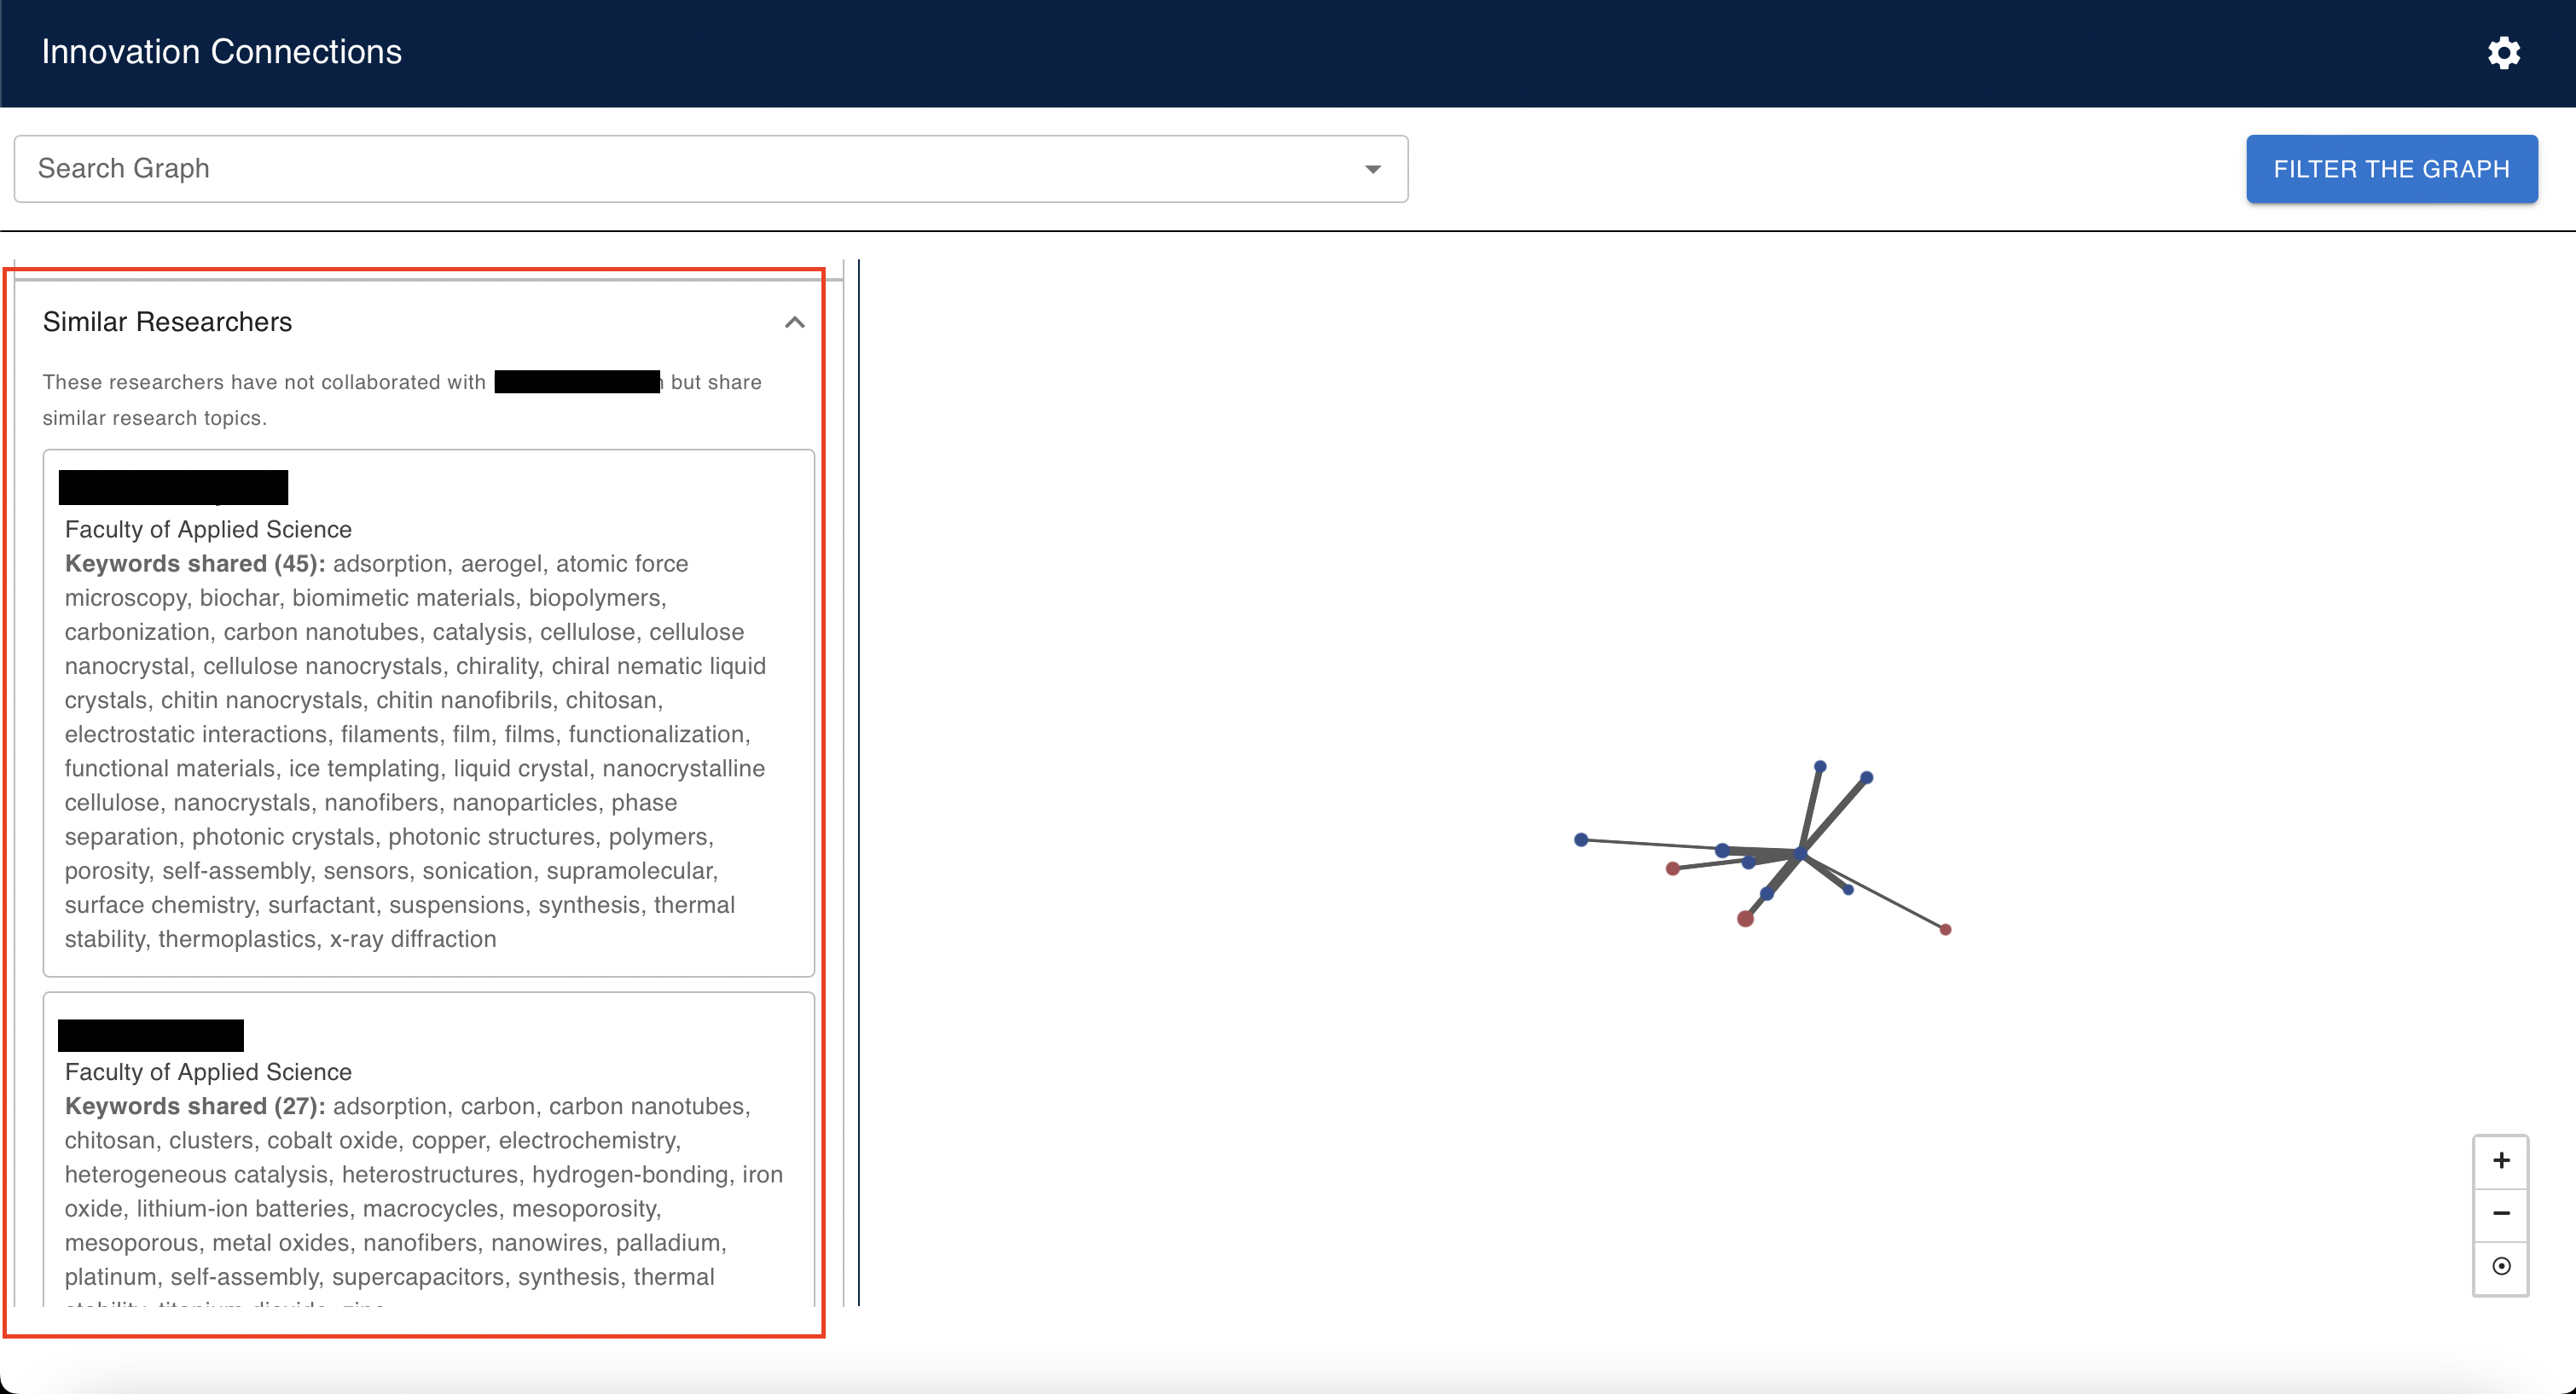 Innovation Connections
Search Graph
FILTER THE GRAPH
Similar Researchers
These researchers have not collaborated with but share
similar research topics.
Faculty of Applied Science
Keywords shared (45): adsorption, aerogel, atomic force
microscopy, biochar, biomimetic materials, biopolymers,
carbonization, carbon nanotubes, catalysis, cellulose, cellulose
nanocrystal, cellulose nanocrystals, chirality, chiral nematic liquid
crystals, chitin nanocrystals, chitin nanofibrils, chitosan,
electrostatic interactions, filaments, film, films, functionalization,
functional materials, ice templating, liquid crystal, nanocrystalline
cellulose, nanocrystals, nanofibers, nanoparticles, phase
separation, photonic crystals, photonic structures, polymers,
porosity, self-assembly, sensors, sonication, supramolecular,
surface chemistry, surfactant, suspensions, synthesis, thermal
stability, thermoplastics, x-ray diffraction
Faculty of Applied Science
Keywords shared (27): adsorption, carbon, carbon nanotubes,
chitosan, clusters, cobalt oxide, copper, electrochemistry,
heterogeneous catalysis, heterostructures, hydrogen-bonding, iron
oxide, lithium-ion batteries, macrocycles, mesoporosity,
mesoporous, metal oxides, nanofibers, nanowires, palladium,
platinum, self-assembly, supercapacitors, synthesis, thermal
+
−